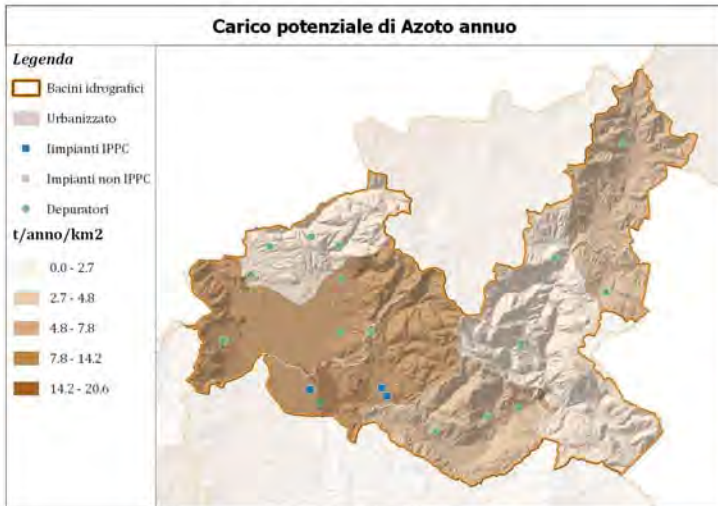 Carico potenziale di Azoto annuo
Legenda
Bacini idrografici
Urbanizzato
Iimpianti IPPC
Impianti non IPPC
Depuratori
t/anno/km2
0.0 - 2.7
2.7 - 4.8
4.8 - 7.8
7.8 - 14.2
14.2 - 20.6